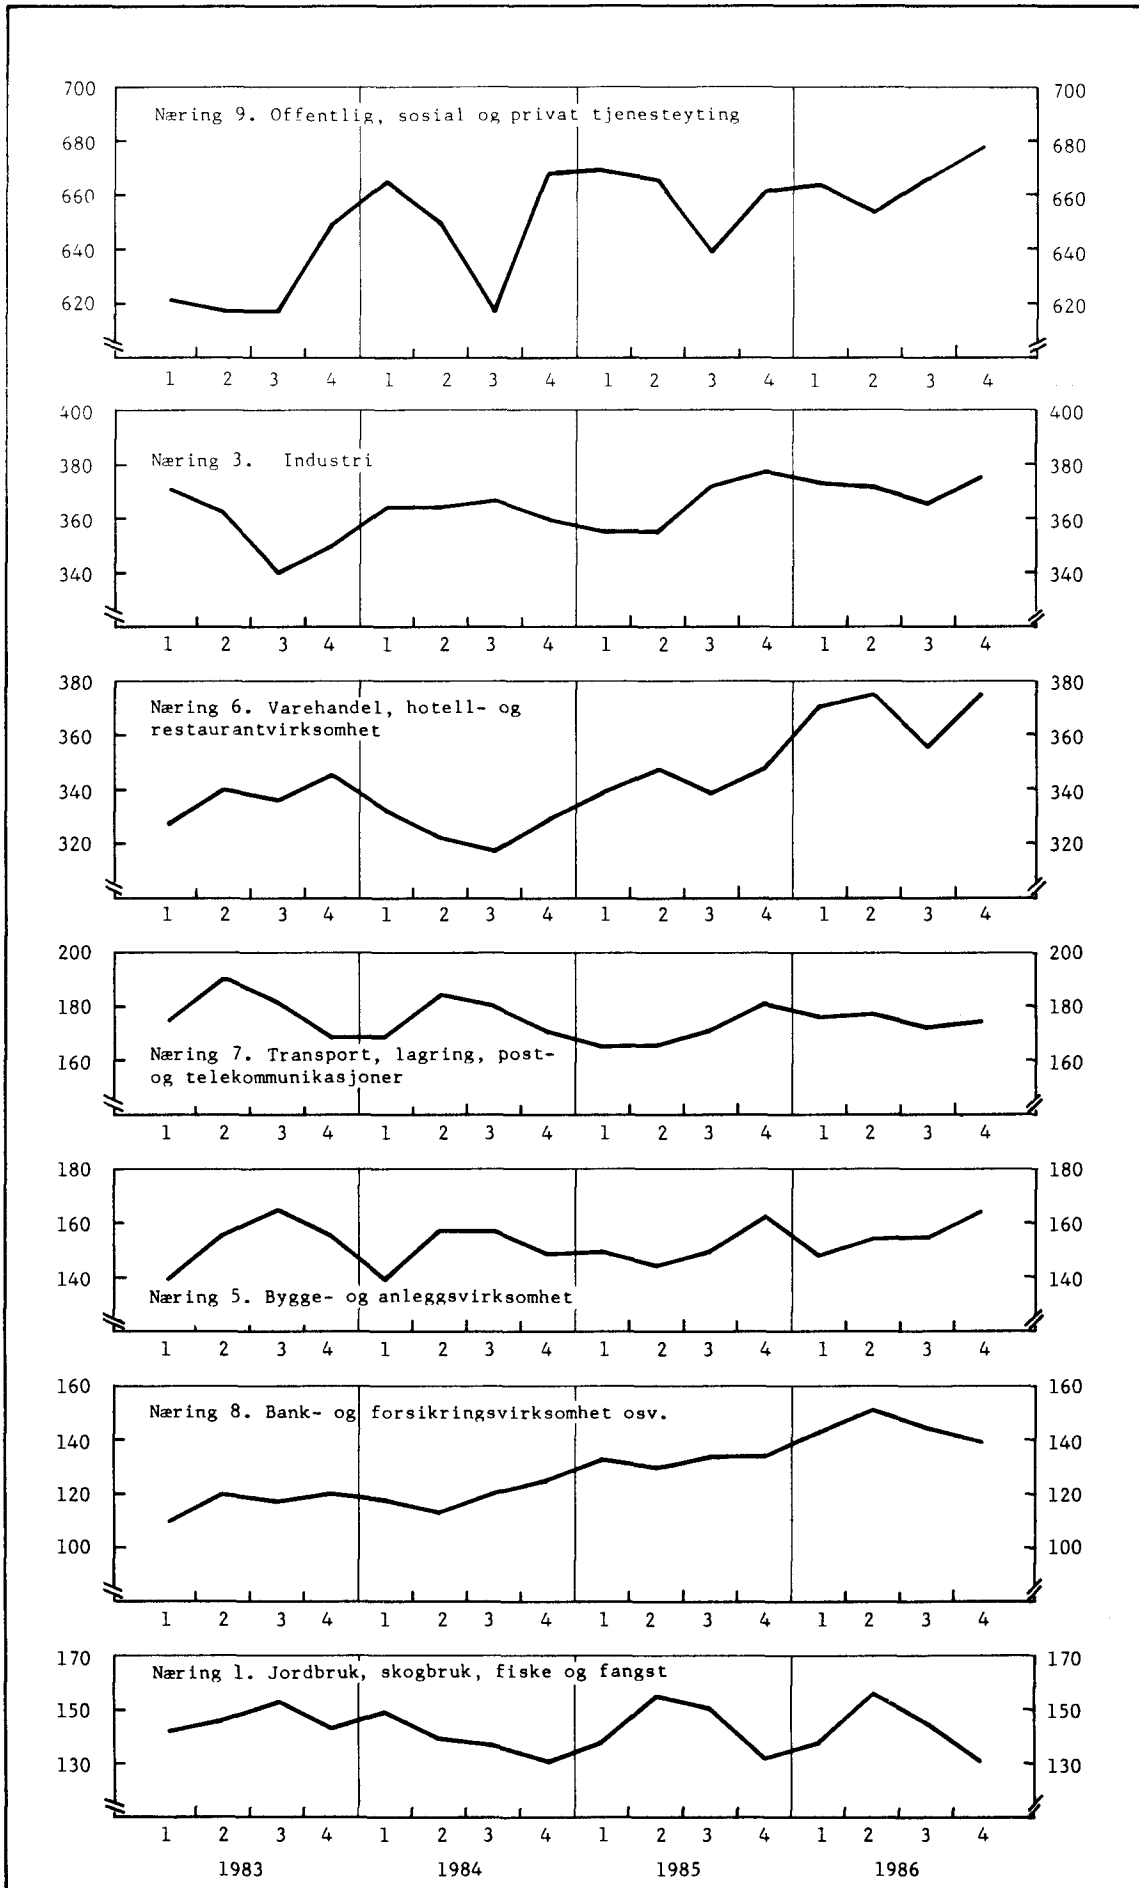 700 700
Næring 9. Offentlig, sosial og privat tjenesteyting
680 680
660 660
640 640
620 620
1 2 3 4 1 2 3 4 1 2 3 4 1 2 3 4
400 400
Næring 3. Industri
380 380
360 360
340 340
1 2 3 4 1 2 3 4 1 2 3 4 1 2 3 4
380 380
Næring 6. Varehandel, hotell- og
restaurantvirksomhet
360 360
340 340
320 320
1 2 3 4 1 2 3 4 1 2 3 4 1 2 3 4
200 200
180 180
160 160
Næring 7. Transport, lagring, post-
og telekommunikasjoner
1 2 3 4 1 2 3 4 1 2 3 4 1 2 3 4
180 180
160 160
140 140
Næring 5. Bygge- og anleggsvirksomhet
1 2 3 4 1 2 3 4 1 2 3 4 1 2 3 4
160 160
Næring 8. Bank- og forsikringsvirksomhet osv.
140 140
120 120
100 100
1 2 3 4 1 2 3 4 1 2 3 4 1 2 3 4
170 170
Næring 1. Jordbruk, skogbruk, fiske og fangst
150 150
130 130
1 2 3 4 1 2 3 4 1 2 3 4 1 2 3 4
1983 1984 1985 1986